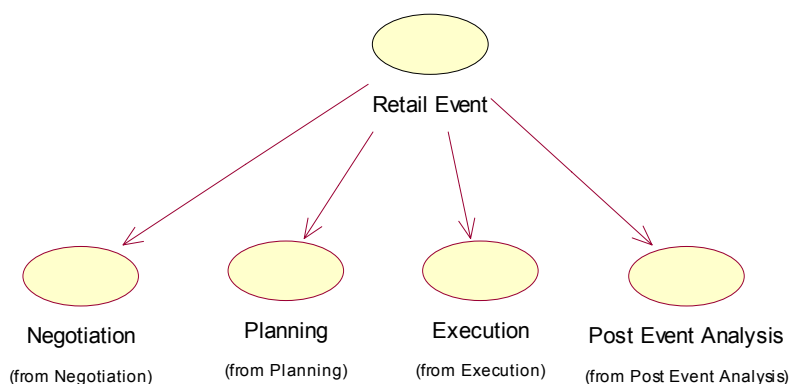 Retail Event
Negotiation
(from Negotiation)
Planning
(from Planning)
Execution
(from Execution)
Post Event Analysis
(from Post Event Analysis)